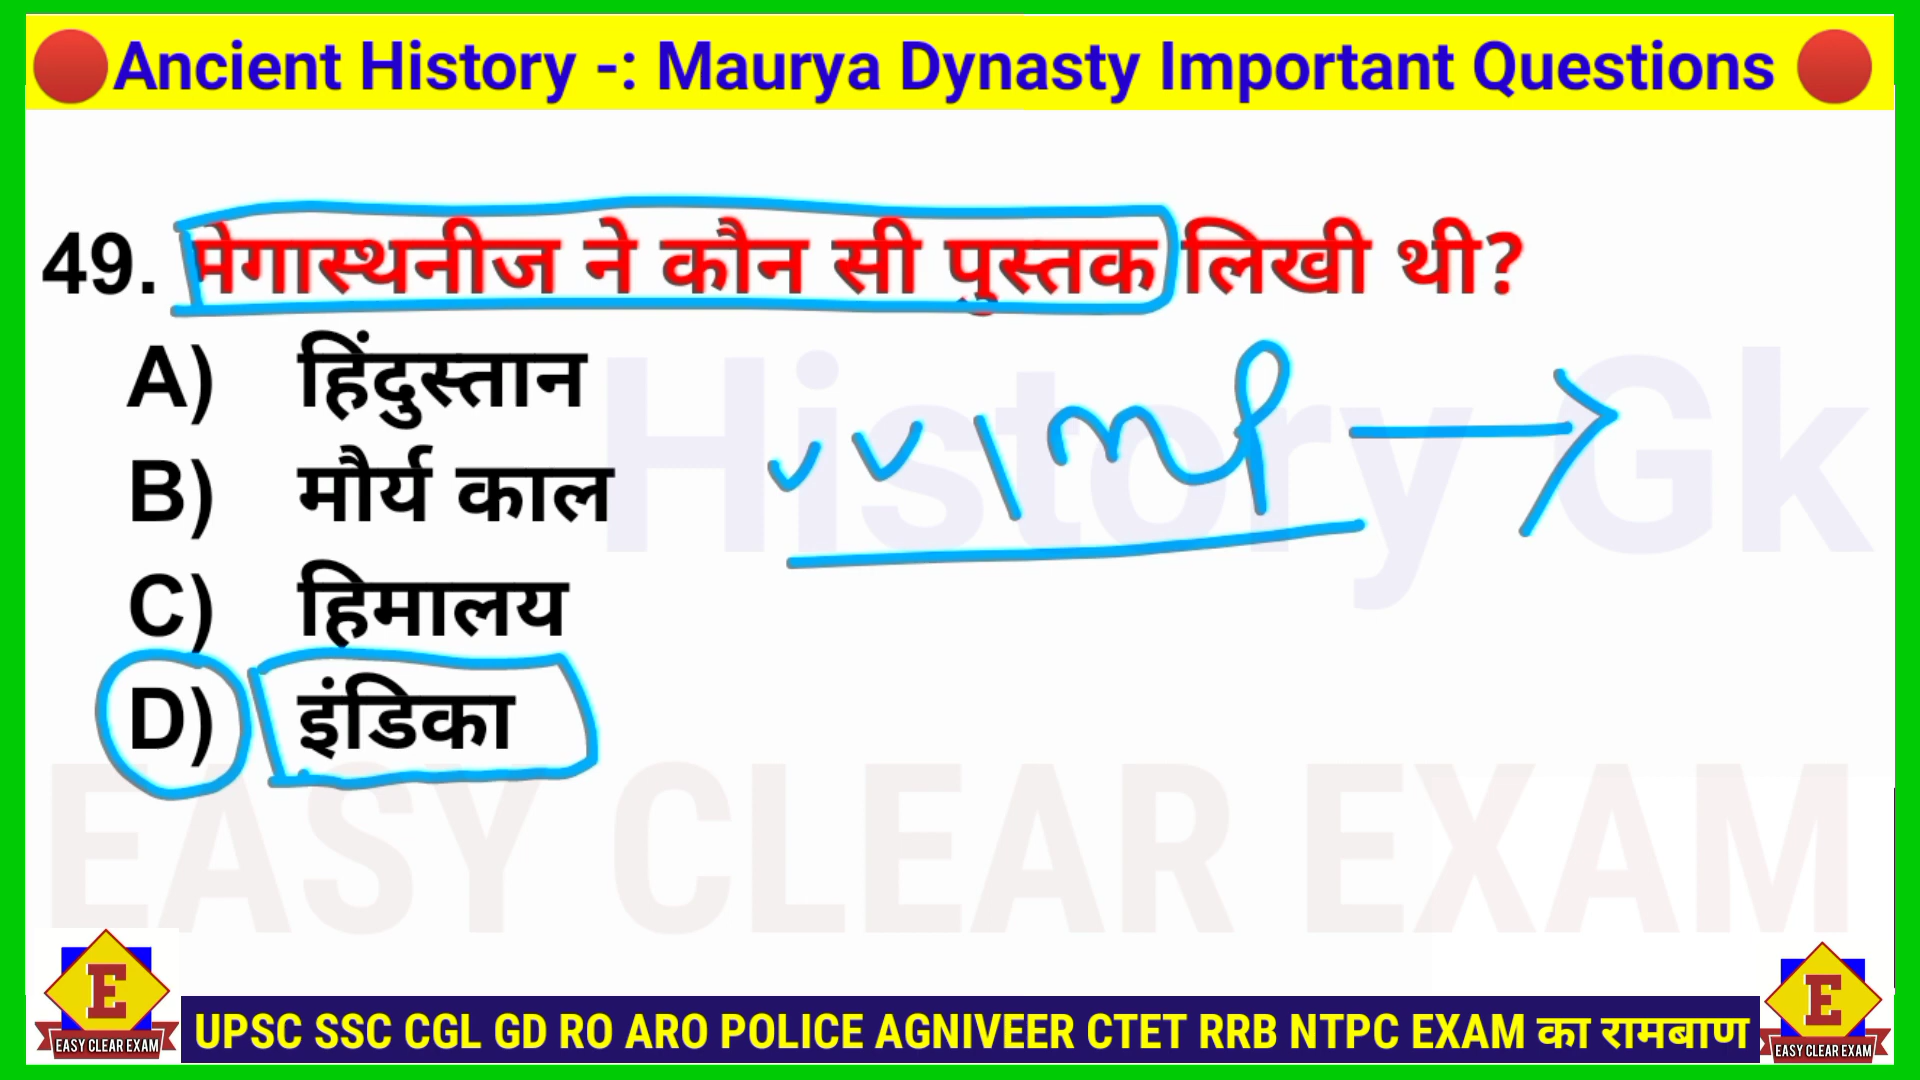 Ancient History -: Maurya Dynasty Important Questions
49. मेगास्थनीज ने कौन सी पुस्तक लिखी थी?
A) हिंदुस्तान
B) मौर्य काल
C) हिमालय
D) इंडिका
vvimp
History Gk
EASY CLEAR EXAM
E
EASY CLEAR EXAM
UPSC SSC CGL GD RO ARO POLICE AGNIVEER CTET RRB NTPC EXAM का रामबाण
E
EASY CLEAR EXAM